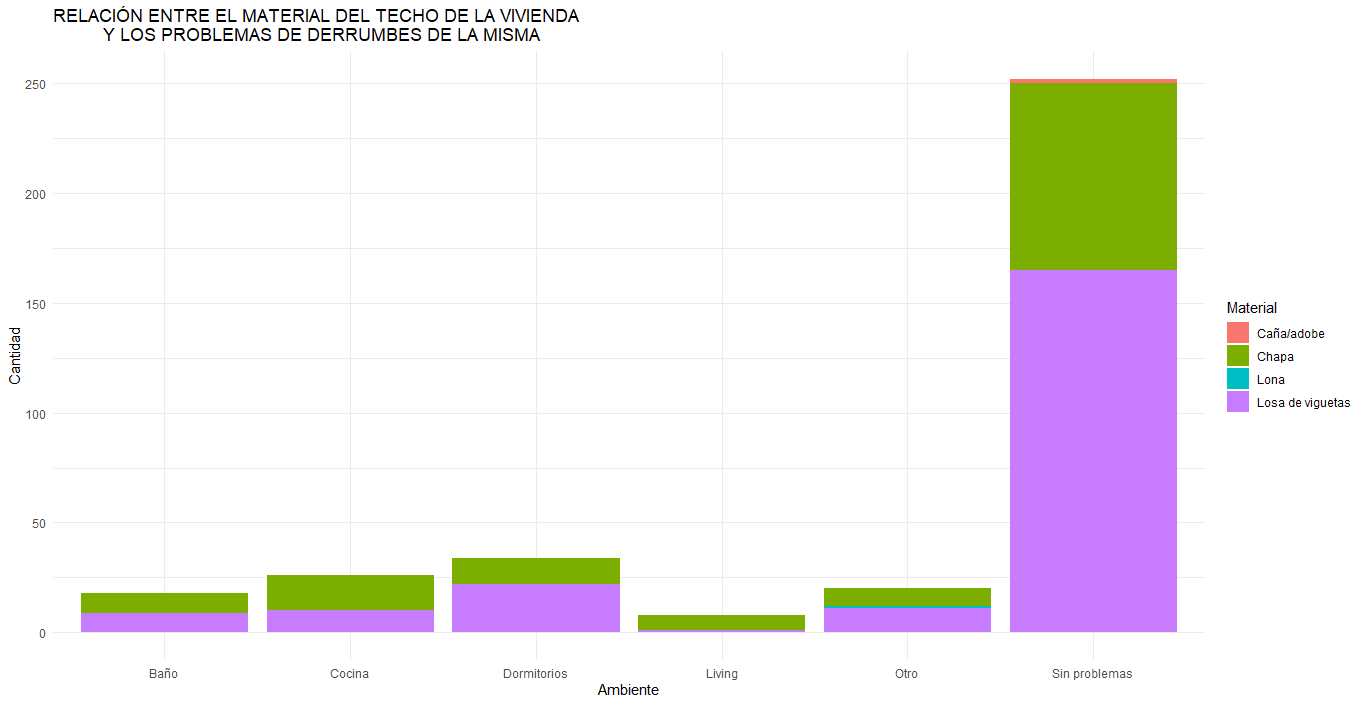 RELACIÓN ENTRE EL MATERIAL DEL TECHO DE LA VIVIENDA
Y LOS PROBLEMAS DE DERRUMBES DE LA MISMA
250
200
150
100
50
0
Cantidad
Baño
Cocina
Dormitorios
Living
Otro
Sin problemas
Ambiente
Material
Caña/adobe
Chapa
Lona
Losa de viguetas